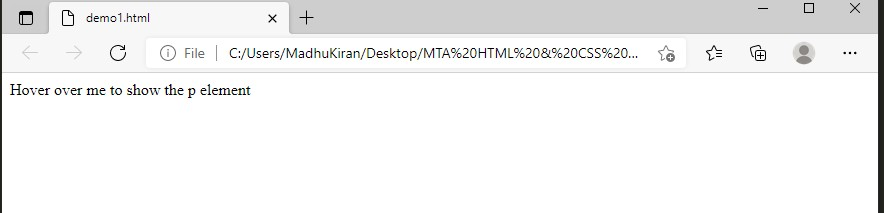 demo1.html
File
C:/Users/MadhuKiran/Desktop/MTA%20HTML%20&%20CSS%20...
Hover over me to show the p element